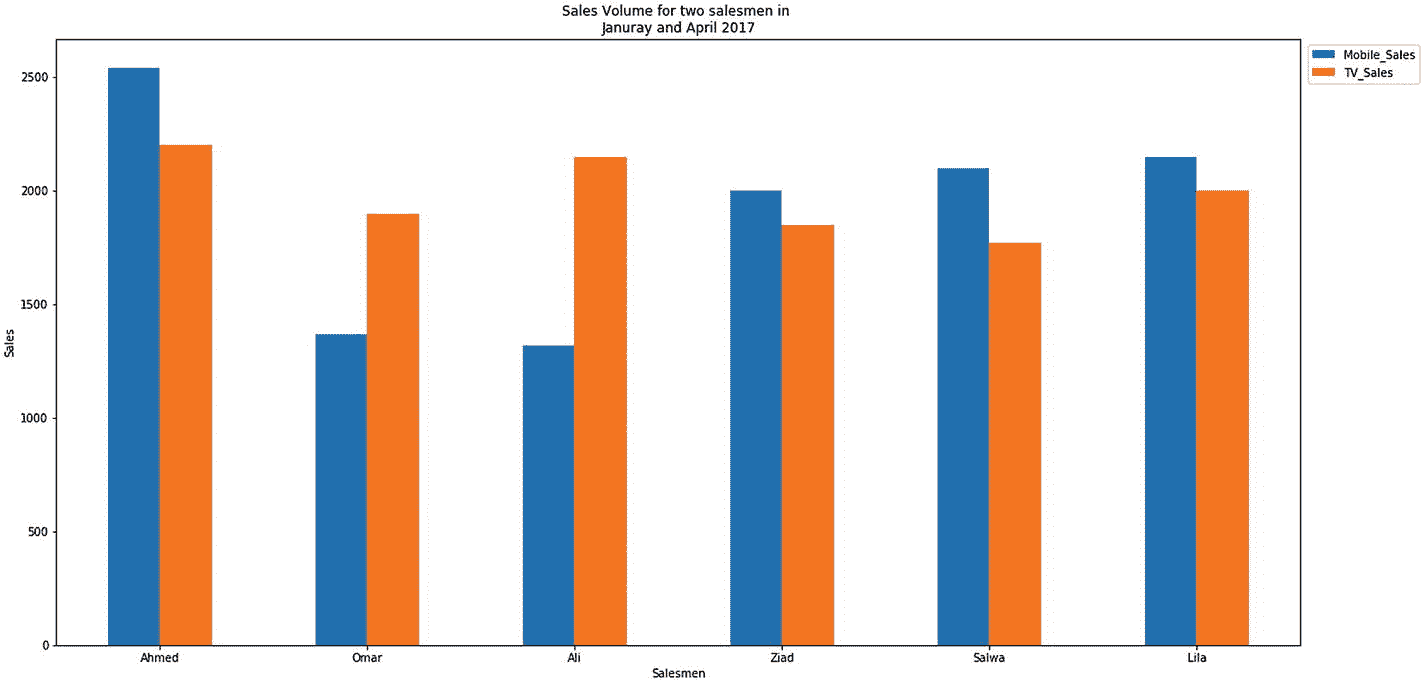 Sales Volume for two salesmen in
Januray and April 2017
Mobile_Sales
TV_Sales
2500
2000
1500
1000
500
0
Sales
Ahmed
Omar
Ali
Ziad
Salwa
Lila
Salesmen